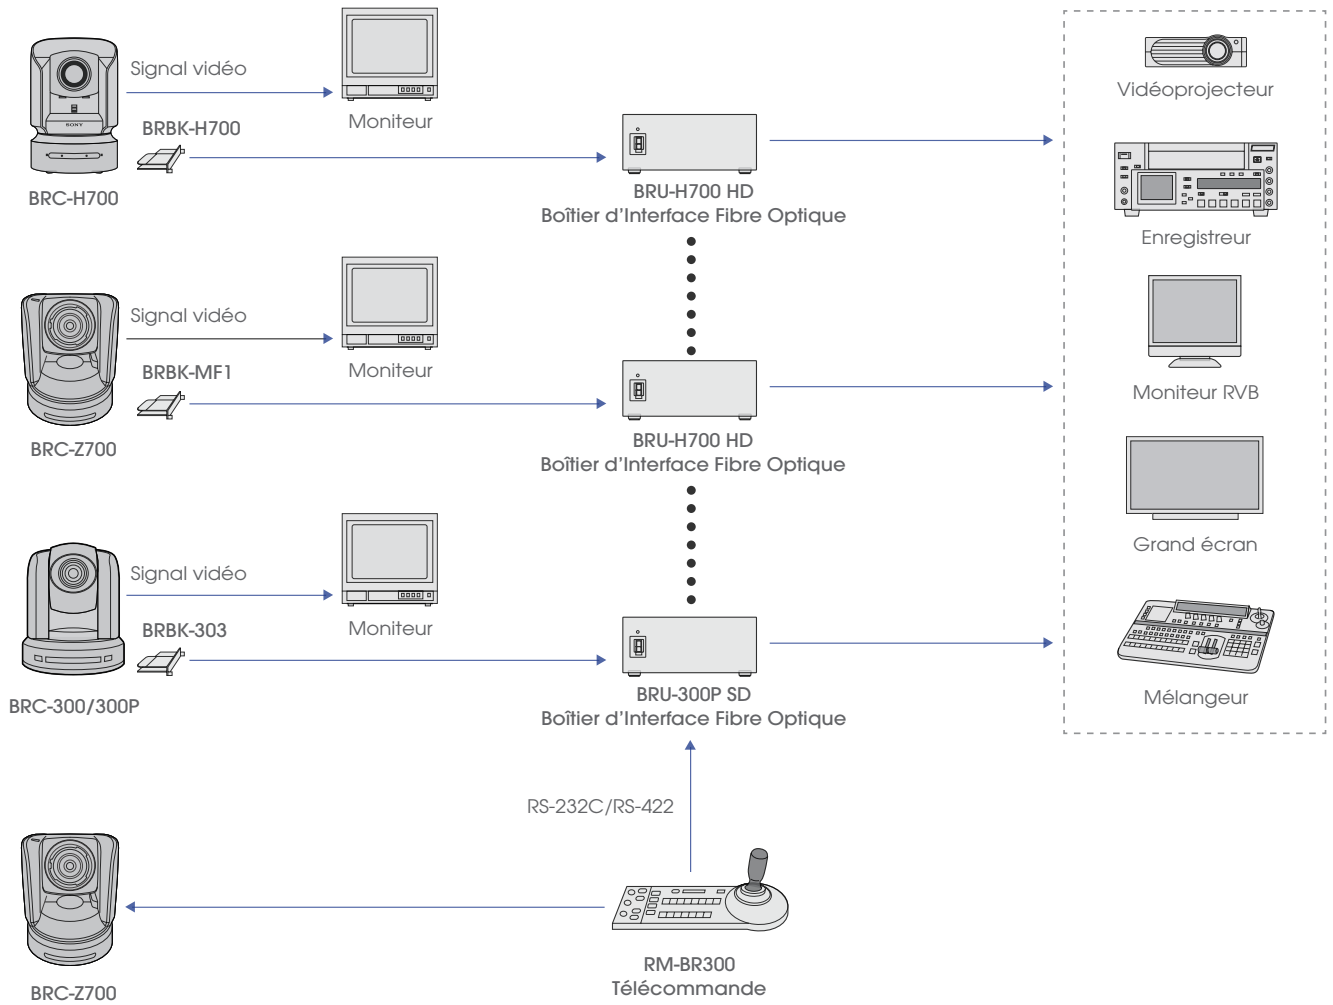 Signal vidéo
BRBK-H700
SONY
BRC-H700
Moniteur
BRU-H700 HD
Boîtier d'Interface Fibre Optique
Vidéoprojecteur
Enregistreur
Signal vidéo
BRBK-MF1
BRC-Z700
Moniteur
BRU-H700 HD
Boîtier d'Interface Fibre Optique
Moniteur RVB
Grand écran
Signal vidéo
BRBK-303
BRC-300/300P
Moniteur
BRU-300P SD
Boîtier d'Interface Fibre Optique
Mélangeur
RS-232C/RS-422
BRC-Z700
RM-BR300
Télécommande